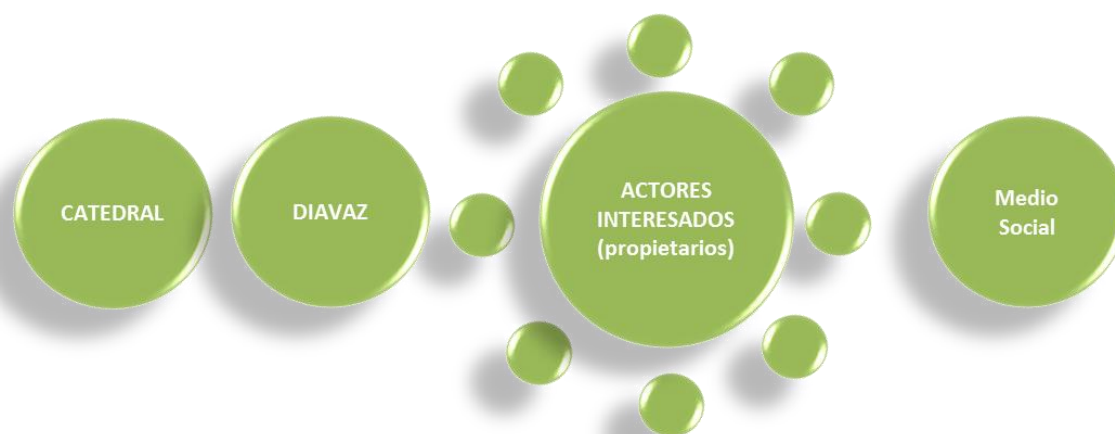 CATEDRAL
DIAVAZ
ACTORES
INTERESADOS
(propietarios)
Medio
Social